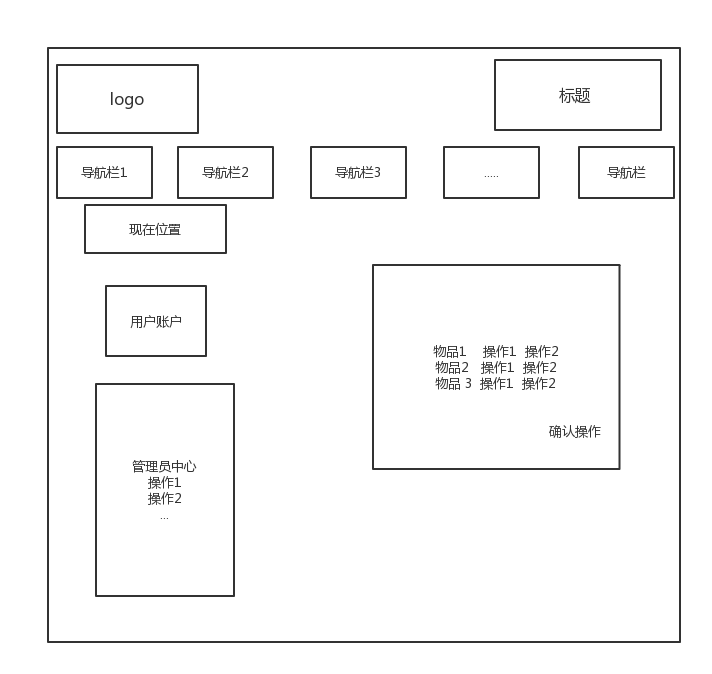 logo
标题
导航栏1
导航栏2
导航栏3
.....
导航栏
现在位置
用户账户
物品1 操作1 操作2
物品2 操作1 操作2
物品 3 操作1 操作2
确认操作
管理员中心
操作1
操作2
...